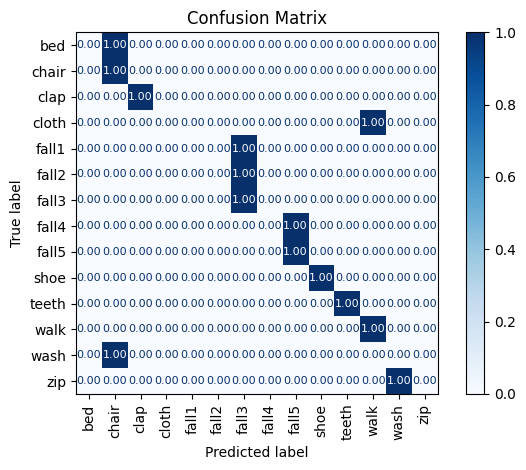 Confusion Matrix
True label
bed 0.00 1.00 0.00 0.00 0.00 0.00 0.00 0.00 0.00 0.00 0.00 0.00 0.00 0.00
chair 0.00 1.00 0.00 0.00 0.00 0.00 0.00 0.00 0.00 0.00 0.00 0.00 0.00 0.00
clap 0.00 0.00 1.00 0.00 0.00 0.00 0.00 0.00 0.00 0.00 0.00 0.00 0.00 0.00
cloth 0.00 0.00 0.00 0.00 0.00 0.00 0.00 0.00 0.00 0.00 0.00 1.00 0.00 0.00
fall1 0.00 0.00 0.00 0.00 0.00 0.00 1.00 0.00 0.00 0.00 0.00 0.00 0.00 0.00
fall2 0.00 0.00 0.00 0.00 0.00 0.00 1.00 0.00 0.00 0.00 0.00 0.00 0.00 0.00
fall3 0.00 0.00 0.00 0.00 0.00 0.00 1.00 0.00 0.00 0.00 0.00 0.00 0.00 0.00
fall4 0.00 0.00 0.00 0.00 0.00 0.00 0.00 0.00 1.00 0.00 0.00 0.00 0.00 0.00
fall5 0.00 0.00 0.00 0.00 0.00 0.00 0.00 0.00 1.00 0.00 0.00 0.00 0.00 0.00
shoe 0.00 0.00 0.00 0.00 0.00 0.00 0.00 0.00 0.00 1.00 0.00 0.00 0.00 0.00
teeth 0.00 0.00 0.00 0.00 0.00 0.00 0.00 0.00 0.00 0.00 1.00 0.00 0.00 0.00
walk 0.00 0.00 0.00 0.00 0.00 0.00 0.00 0.00 0.00 0.00 0.00 1.00 0.00 0.00
wash 0.00 1.00 0.00 0.00 0.00 0.00 0.00 0.00 0.00 0.00 0.00 0.00 0.00 0.00
zip 0.00 0.00 0.00 0.00 0.00 0.00 0.00 0.00 0.00 0.00 0.00 0.00 1.00 0.00
bed chair clap cloth fall1 fall2 fall3 fall4 fall5 shoe teeth walk wash zip
Predicted label
1.0
0.8
0.6
0.4
0.2
0.0